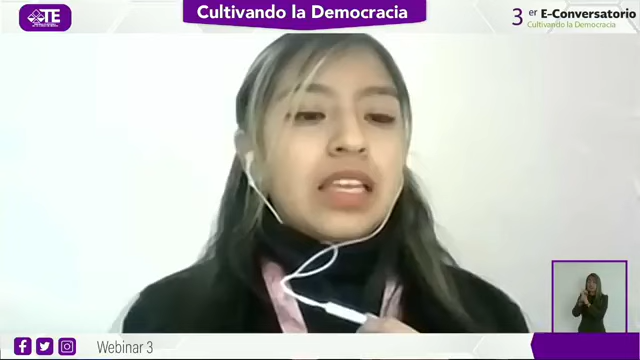 TE
Cultivando la Democracia
3 er E-Conversatorio
Cultivando la Democracia
Webinar 3